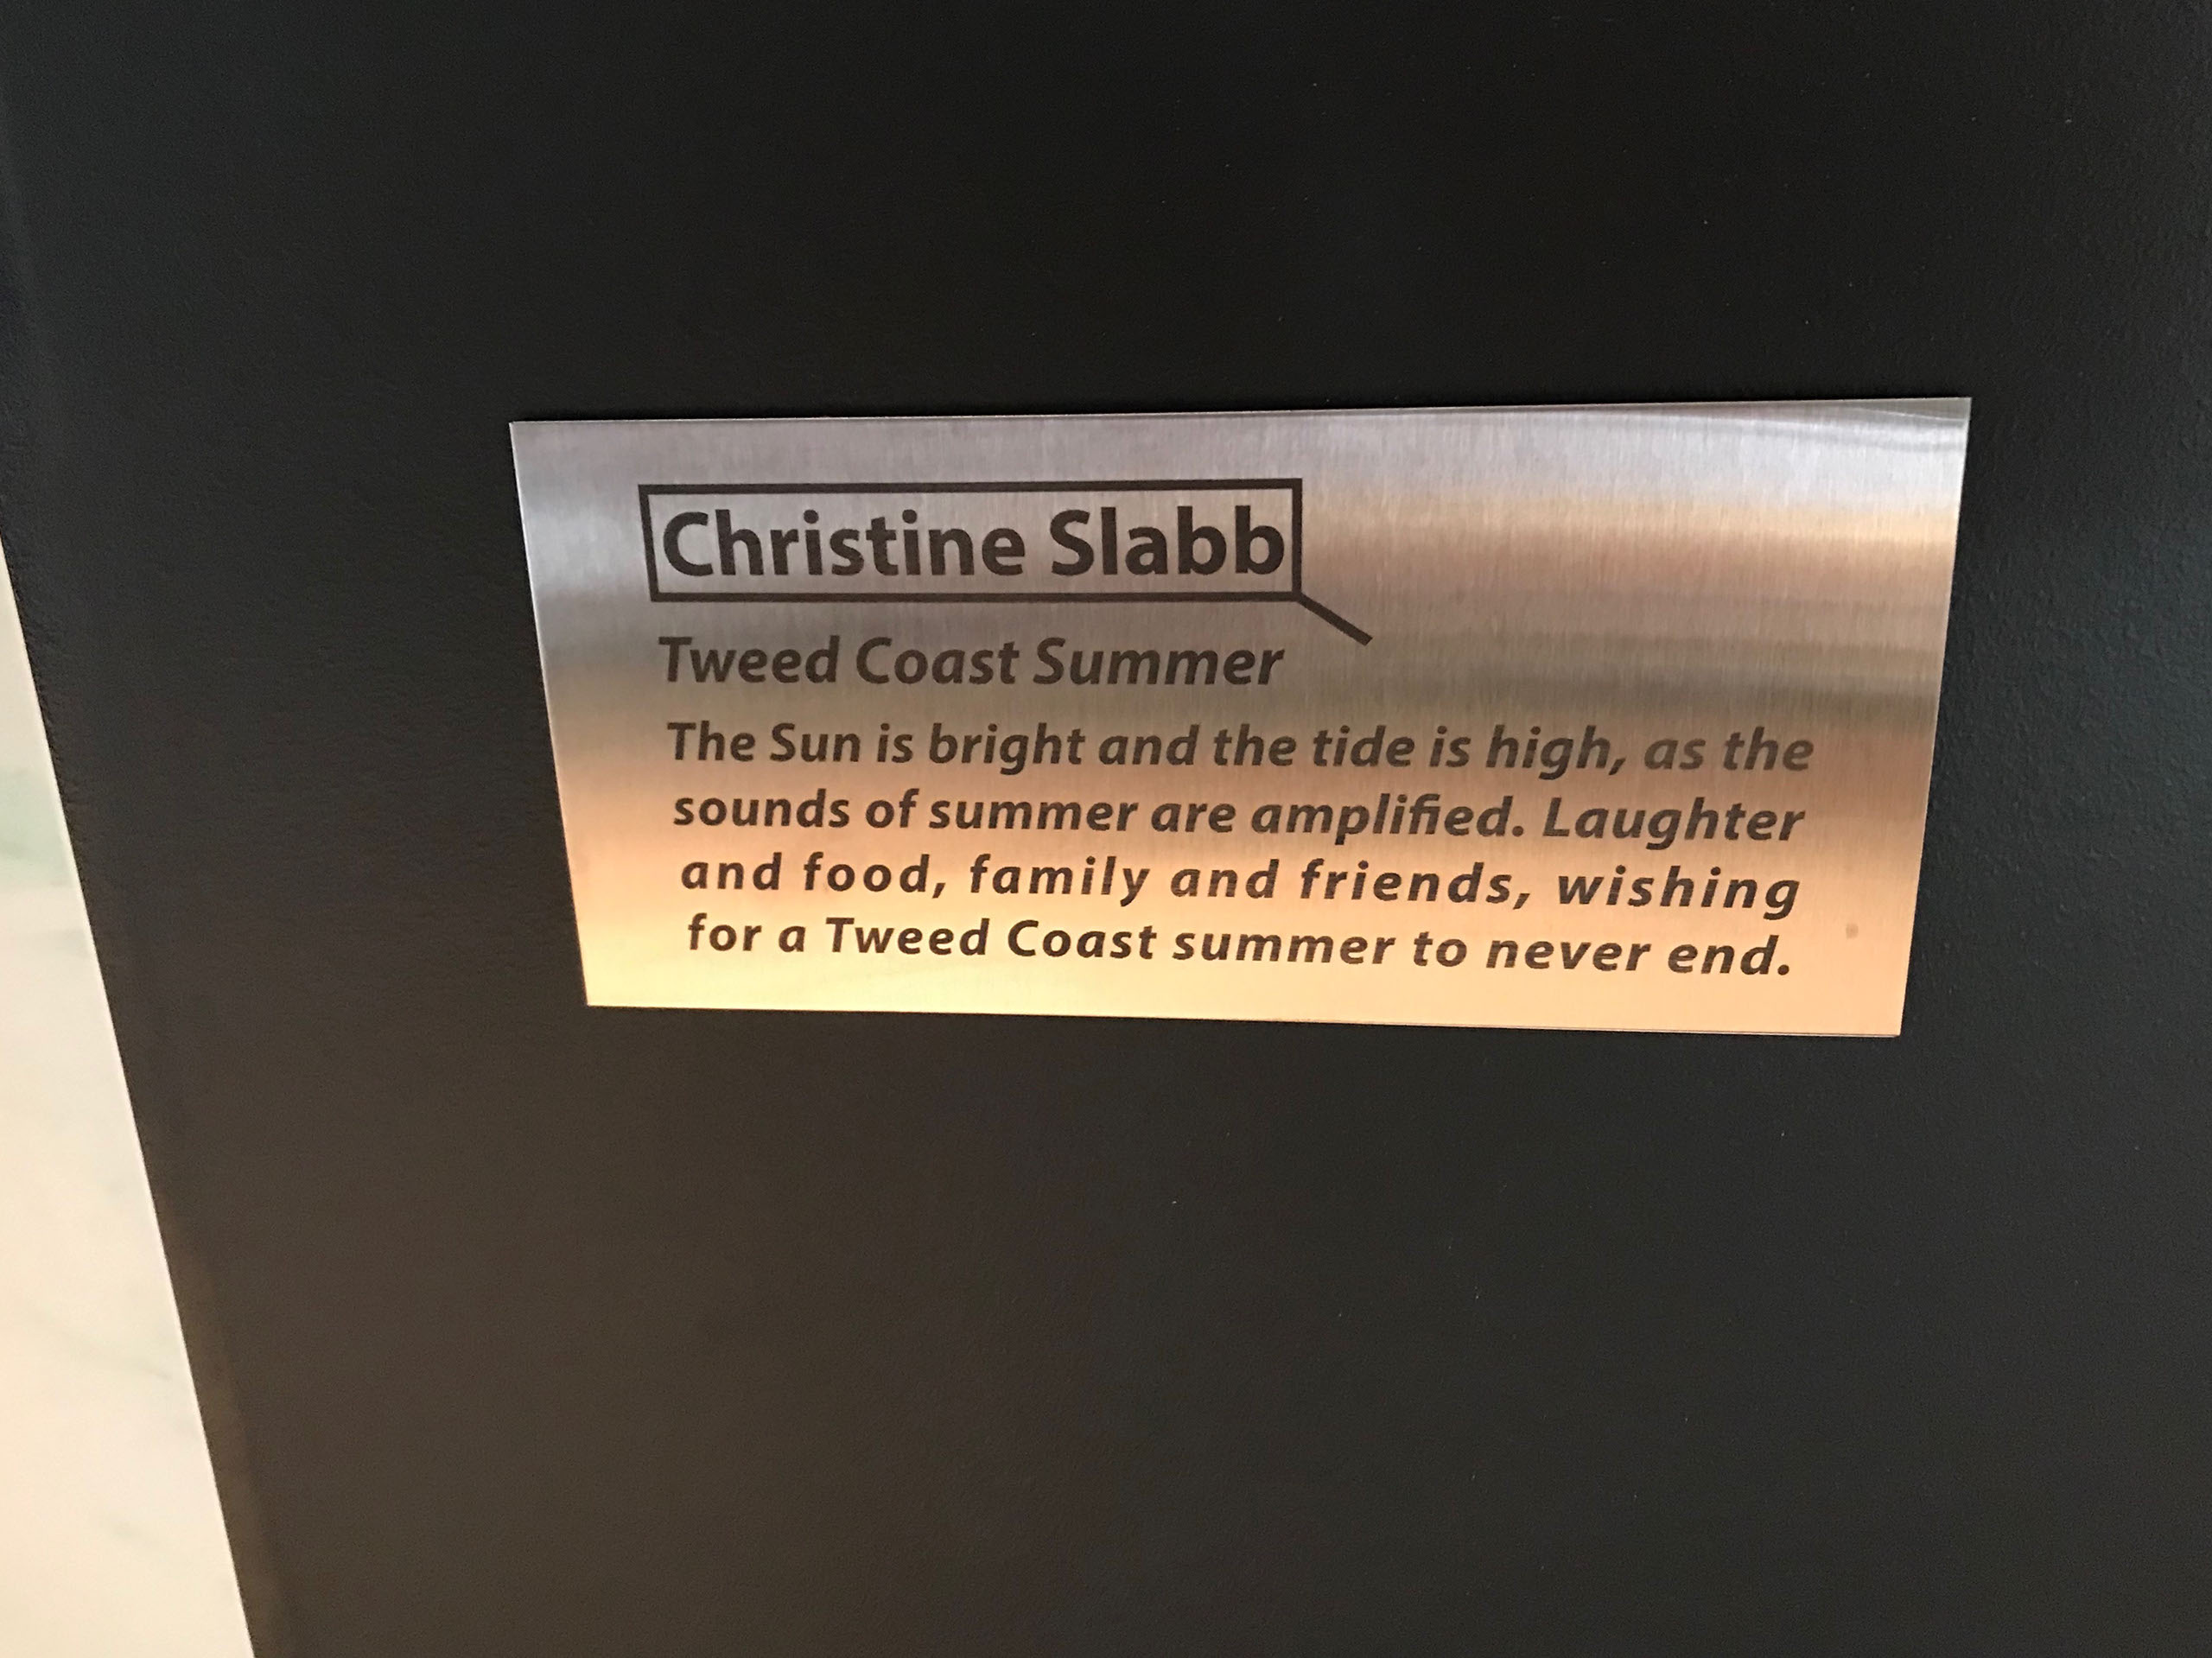 Christine Slabb
Tweed Coast Summer
The Sun is bright and the tide is high, as the
sounds of summer are amplified. Laughter
and food, family and friends, wishing
for a Tweed Coast summer to never end.